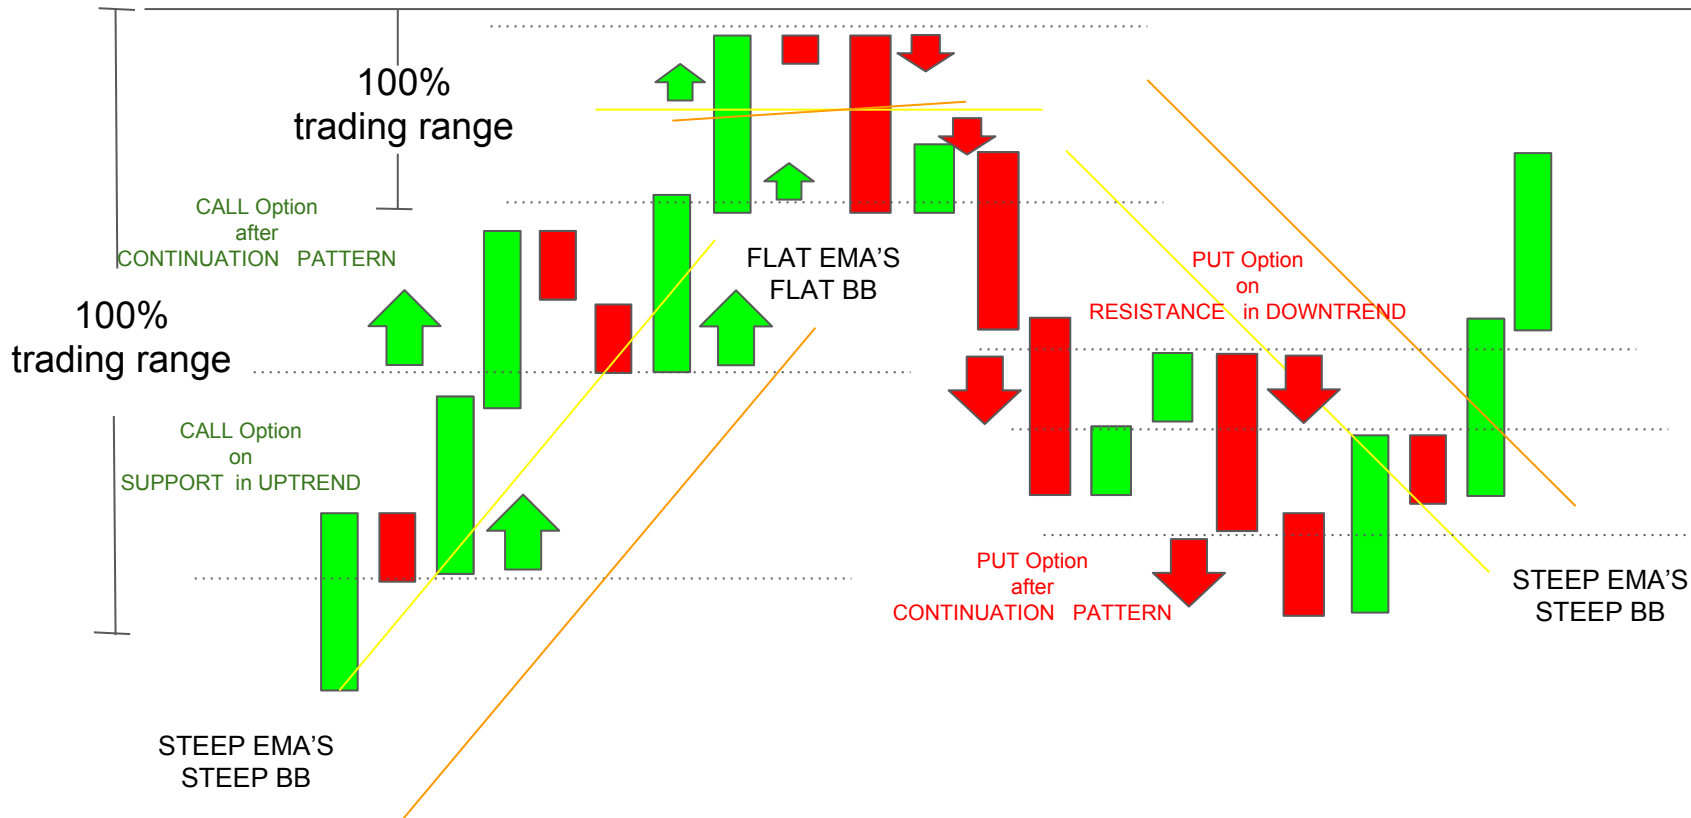 100%
trading range
CALL Option
after
CONTINUATION PATTERN
100%
trading range
CALL Option
on
SUPPORT in UPTREND
STEEP EMA'S
STEEP BB
FLAT EMA'S
FLAT BB
PUT Option
on
RESISTANCE in DOWNTREND
PUT Option
after
CONTINUATION PATTERN
STEEP EMA'S
STEEP BB